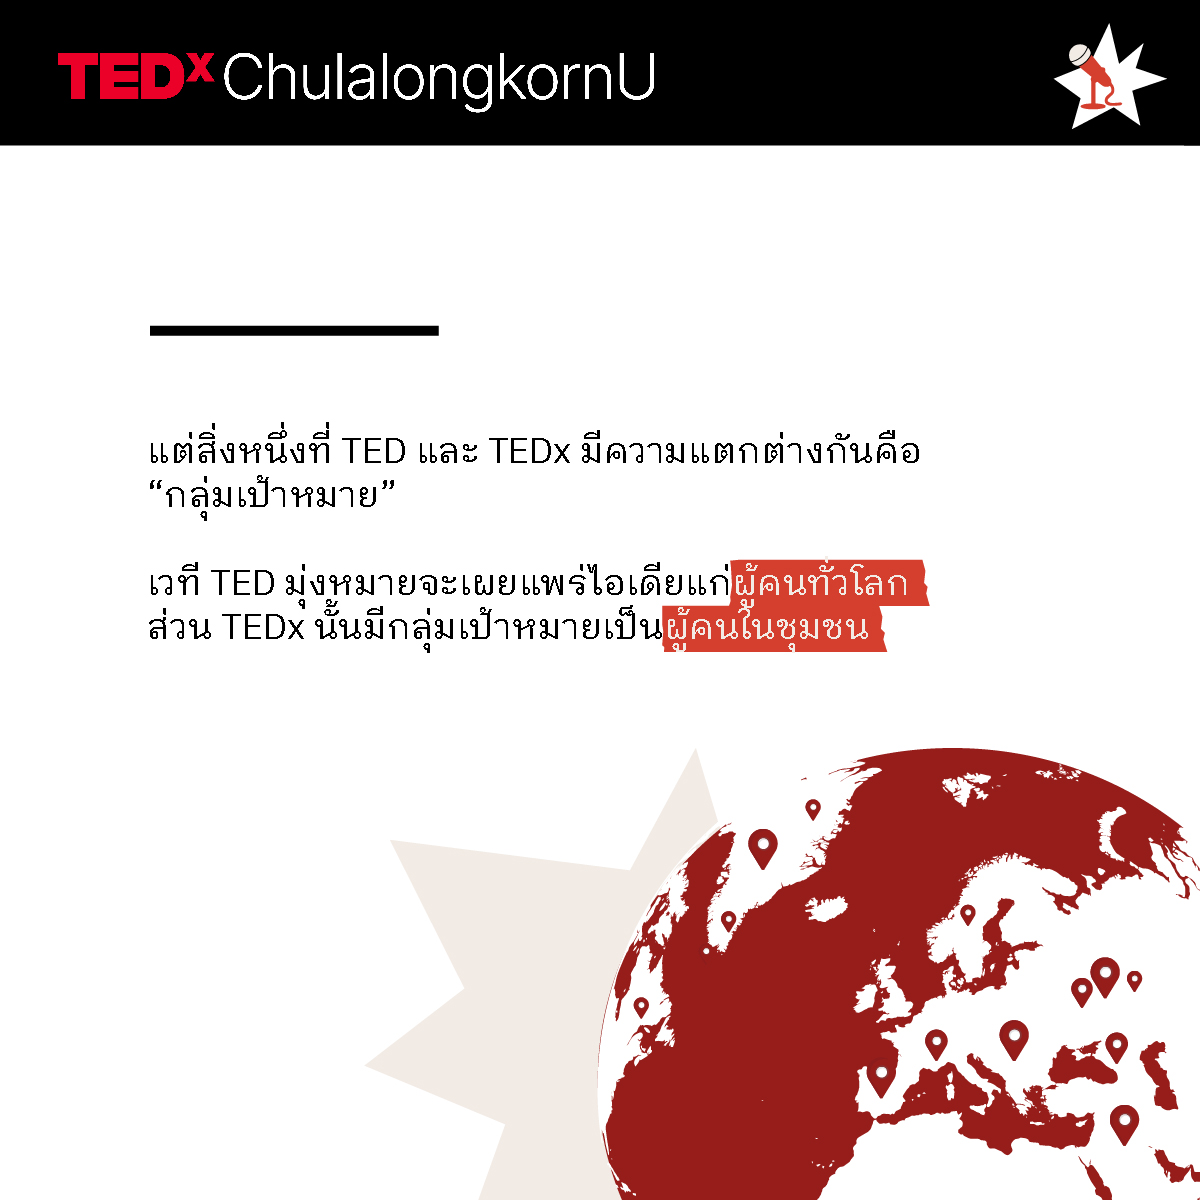 TEDx ChulalongkornU
แต่สิ่งหนึ่งที่ TED และ TEDx มีความแตกต่างกันคือ
“กลุ่มเป้าหมาย”
เวที TED มุ่งหมายจะเผยแพร่ไอเดียแก่ผู้คนทั่วโลก
ส่วน TEDx นั้นมีกลุ่มเป้าหมายเป็นผู้คนในชุมชน